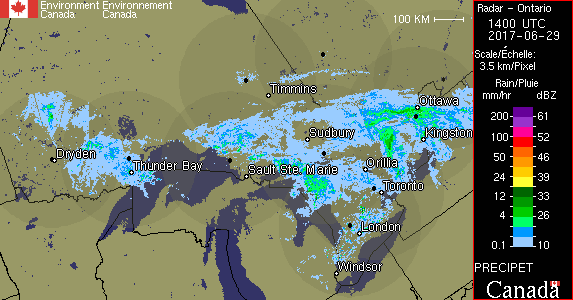 Environment Environnement
Canada Canada
100 KM
Timmins
Ottawa
Sudbury
Kingston
Dryden
Thunder Bay
Sault Ste. Marie
Orillia
Toronto
London
Windsor
Radar - Ontario
1400 UTC
2017-06-29
Scale/Échelle:
3.5 km/Pixel
Rain/Pluie
mm/hr dBZ
200 61
100 52
50 46
24 39
12 33
4 26
0.1 10
PRECIPET
Canada